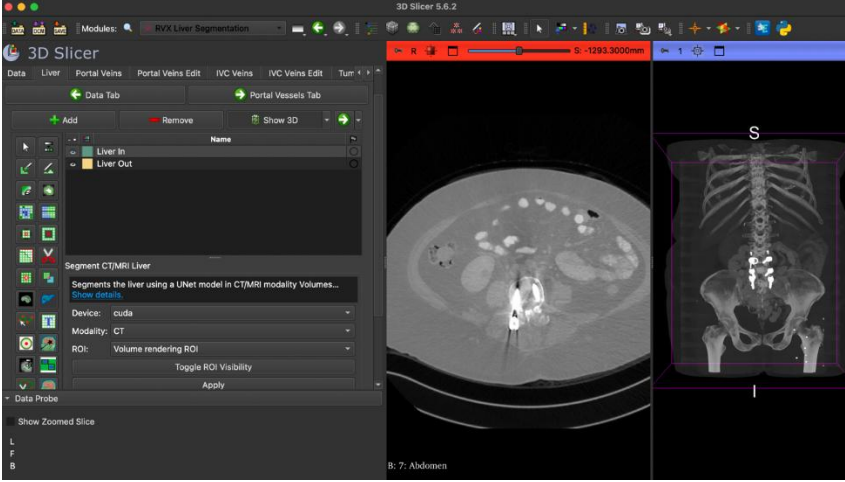 3D Slicer 5.6.2
DATA DCM SAVE Modules: RVX Liver Segmentation
3D Slicer
Data Liver Portal Veins Portal Veins Edit IVC Veins IVC Veins Edit Tum
Data Tab Portal Vessels Tab
Add Remove Show 3D
Name
Liver In
Liver Out
Segment CT/MRI Liver
Segments the liver using a UNet model in CT/MRI modality Volumes...
Show details.
Device: cuda
Modality: CT
ROI: Volume rendering ROI
Toggle ROI Visibility
Apply
Data Probe
Show Zoomed Slice
L
F
B
R S: -1293.3000mm
B: 7: Abdomen
1
S
I